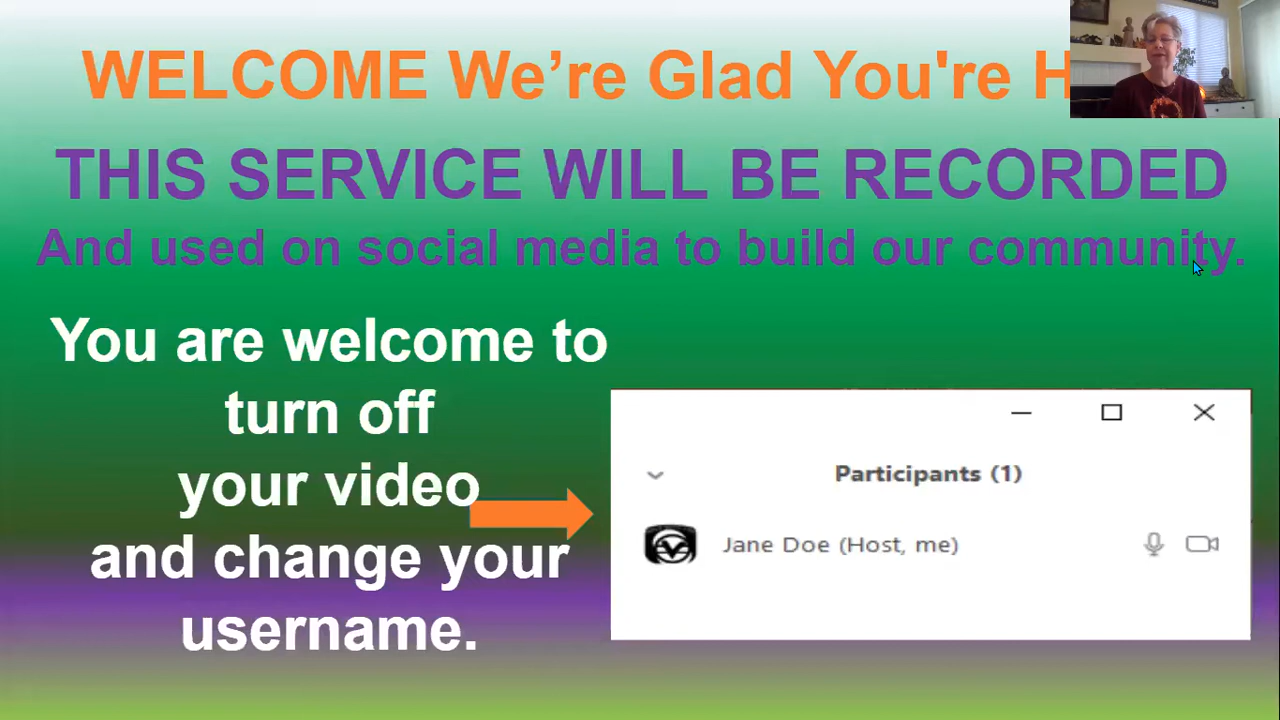 WELCOME We’re Glad You're H
THIS SERVICE WILL BE RECORDED
And used on social media to build our community.
You are welcome to
turn off
your video
and change your
username.
Participants (1)
Jane Doe (Host, me)